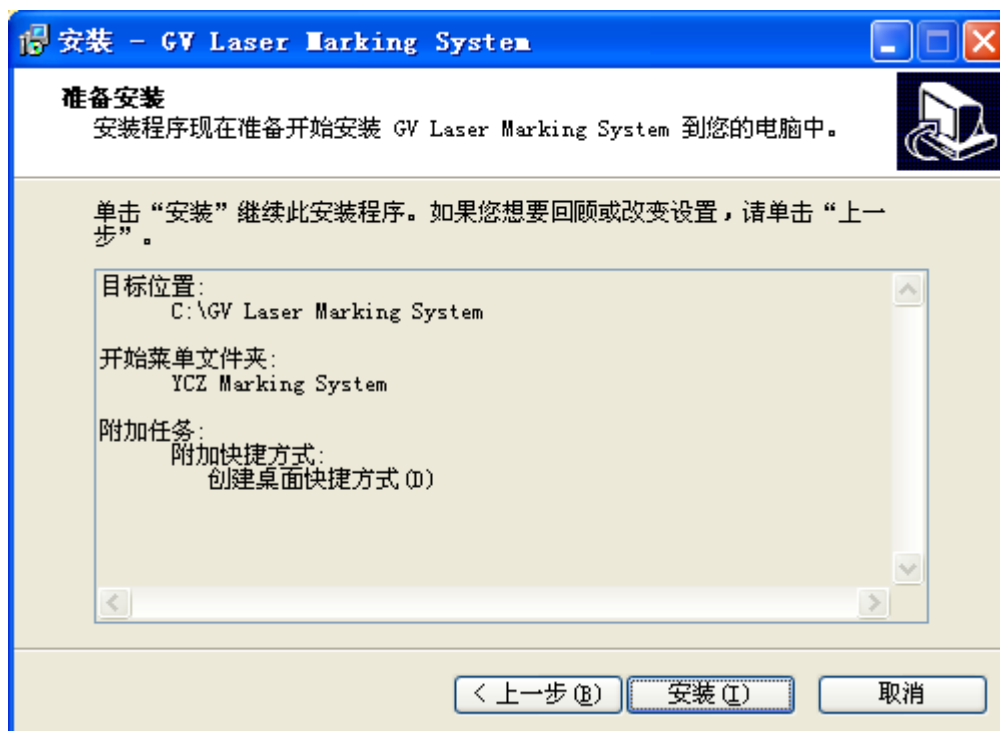 安装 - GV Laser Marking System
准备安装
安装程序现在准备开始安装 GV Laser Marking System 到您的电脑中。
单击“安装”继续此安装程序。如果您想要回顾或改变设置，请单击“上一
步”。
目标位置:
C:\GV Laser Marking System
开始菜单文件夹:
YCZ Marking System
附加任务:
附加快捷方式:
创建桌面快捷方式(D)
< 上一步(B)
安装(I)
取消